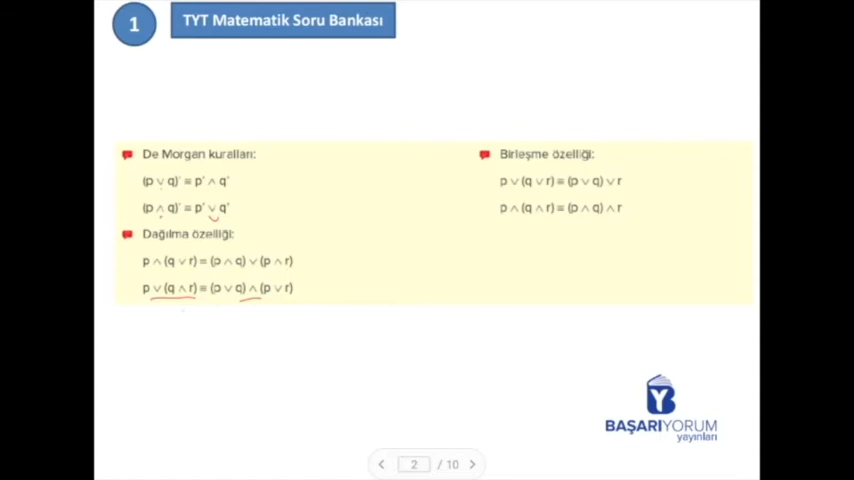 1
TYT Matematik Soru Bankası
De Morgan kuralları:
(p ∨ q)' ≡ p' ∧ q'
(p ∧ q)' ≡ p' ∨ q'
Dağılma özelliği:
p ∧ (q ∨ r) ≡ (p ∧ q) ∨ (p ∧ r)
p ∨ (q ∧ r) ≡ (p ∨ q) ∧ (p ∨ r)
Birleşme özelliği:
p ∨ (q ∨ r) ≡ (p ∨ q) ∨ r
p ∧ (q ∧ r) ≡ (p ∧ q) ∧ r
BAŞARIYORUM
yayınları
2 / 10